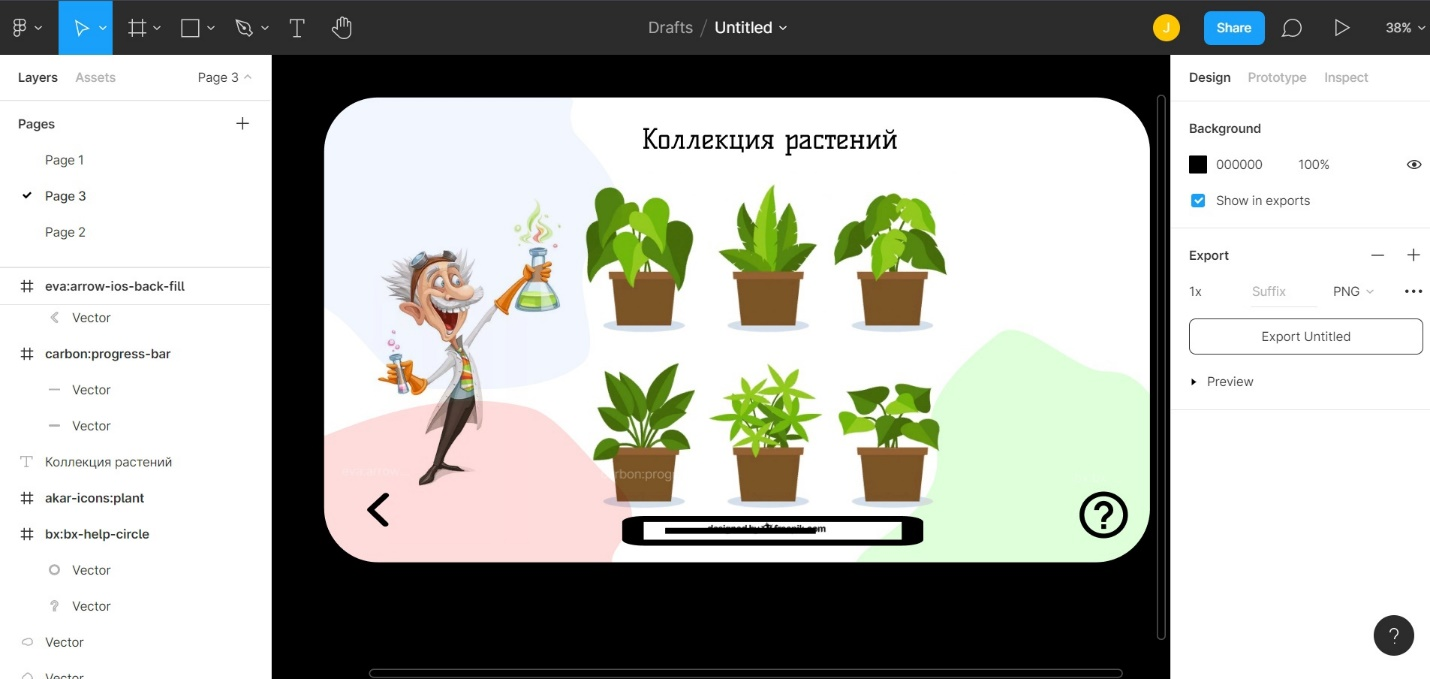 Drafts / Untitled
J
Share
38%
Layers
Assets
Page 3
Design
Prototype
Inspect
Pages
Page 1
Page 3
Page 2
eva:arrow-ios-back-fill
Vector
carbon:progress-bar
Vector
Vector
Коллекция растений
akar-icons:plant
bx:bx-help-circle
Vector
Vector
Vector
Vector
Коллекция растений
rbon:prog
?
Background
000000
100%
Show in exports
Export
1x
Suffix
PNG
Export Untitled
Preview
?